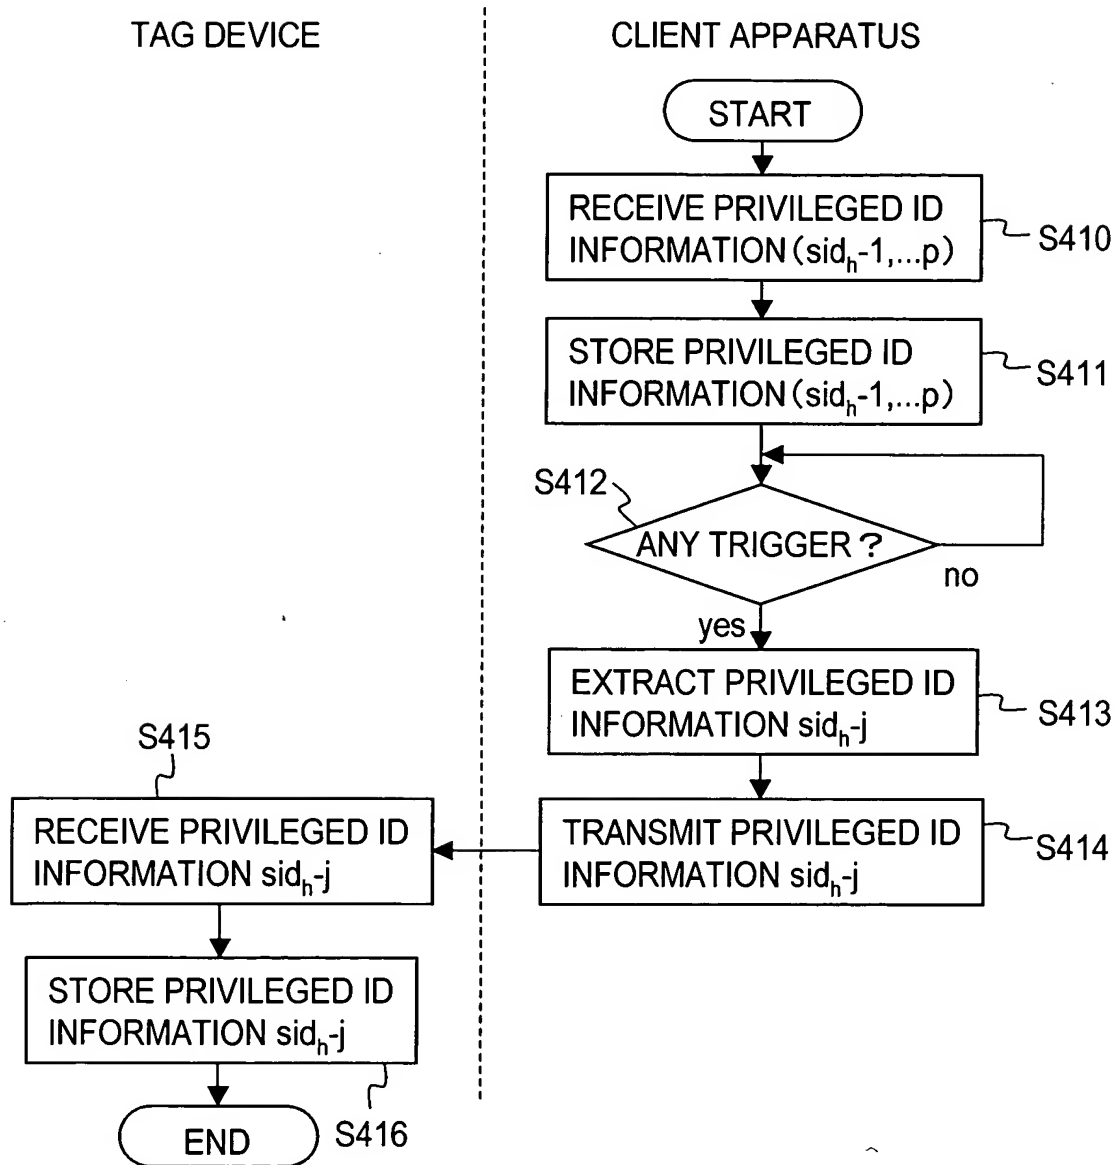 TAG DEVICE
CLIENT APPARATUS
START
RECEIVE PRIVILEGED ID
INFORMATION (sidₕ-1,...p)
S410
STORE PRIVILEGED ID
INFORMATION (sidₕ-1,...p)
S411
S412
ANY TRIGGER?
no
yes
EXTRACT PRIVILEGED ID
INFORMATION sidₕ-j
S413
S415
RECEIVE PRIVILEGED ID
INFORMATION sidₕ-j
TRANSMIT PRIVILEGED ID
INFORMATION sidₕ-j
S414
STORE PRIVILEGED ID
INFORMATION sidₕ-j
S416
END